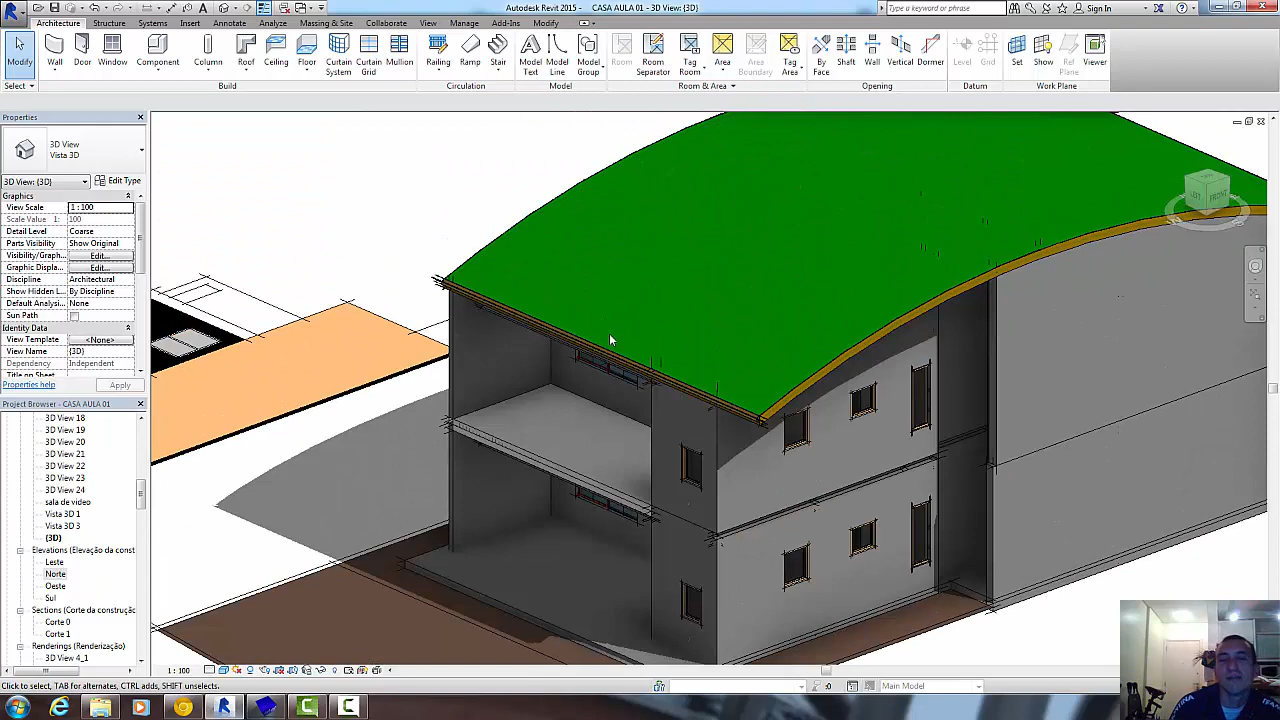 Autodesk Revit 2015 - CASA AULA 01 - 3D View: {3D}
Type a keyword or phrase
Sign In
Architecture Structure Systems Insert Annotate Analyze Massing & Site Collaborate View Manage Add-Ins Modify
Modify Wall Door Window Component Column Roof Ceiling Floor Curtain System Curtain Grid Mullion Railing Ramp Stair Model Text Model Line Model Group Room Room Separator Tag Room Area Area Boundary Tag Area By Face Shaft Wall Vertical Dormer Level Grid Set Show Ref Plane Viewer
Select Build Circulation Model Room & Area Opening Datum Work Plane
Properties
3D View
Vista 3D
3D View: {3D} Edit Type
Graphics
View Scale 1 : 100
Scale Value 1: 100
Detail Level Coarse
Parts Visibility Show Original
Visibility/Graph... Edit...
Graphic Displa... Edit...
Discipline Architectural
Show Hidden L... By Discipline
Default Analysi... None
Sun Path
Identity Data
View Template <None>
View Name {3D}
Dependency Independent
Title on Sheet
Properties help Apply
Project Browser - CASA AULA 01
3D View 18
3D View 19
3D View 20
3D View 21
3D View 22
3D View 23
3D View 24
sala de video
Vista 3D 1
Vista 3D 3
{3D}
Elevations (Elevação da const
Leste
Norte
Oeste
Sul
Sections (Corte da construção
Corte 0
Corte 1
Renderings (Renderização)
3D View 4_1
FRONT
1 : 100
Click to select, TAB for alternates, CTRL adds, SHIFT unselects.
:0
Main Model